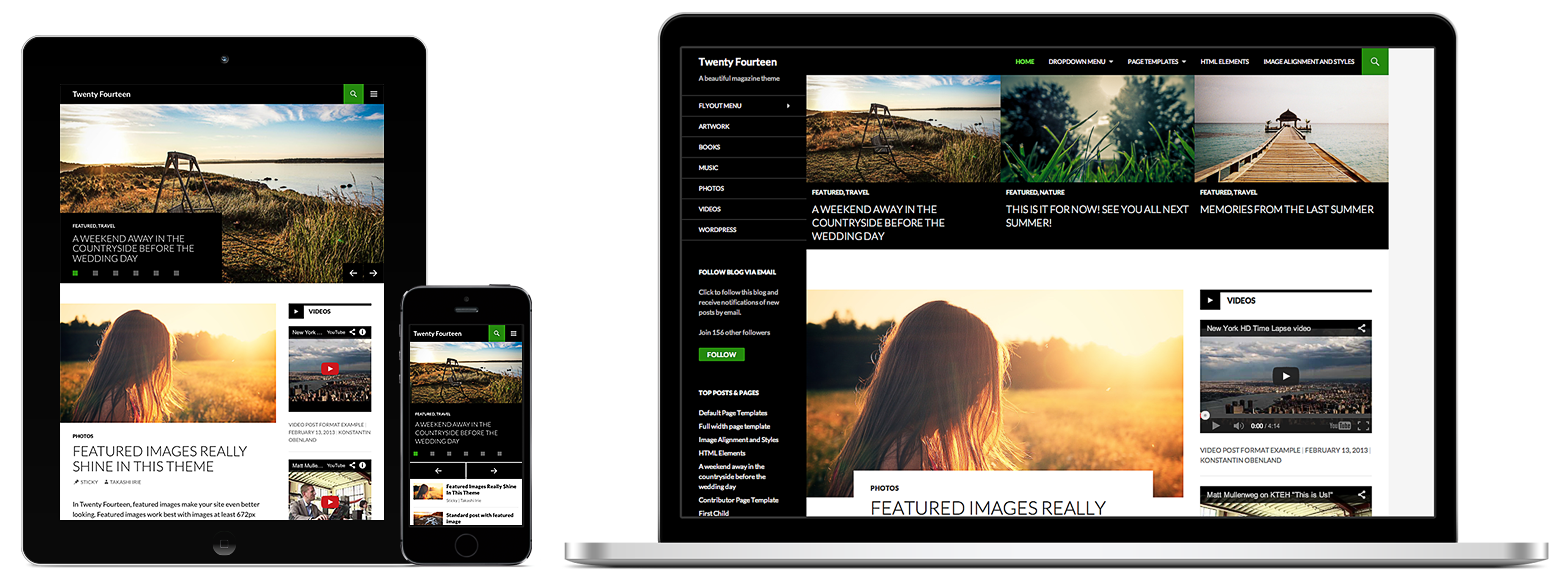 Twenty Fourteen
FEATURED, TRAVEL
A WEEKEND AWAY IN THE
COUNTRYSIDE BEFORE THE
WEDDING DAY
PHOTOS
FEATURED IMAGES REALLY
SHINE IN THIS THEME
STICKY TAKASHI IRIE
In Twenty Fourteen, featured images make your site even better
looking. Featured images work best with images at least 672px
VIDEOS
New York ... YouTube
VIDEO POST FORMAT EXAMPLE |
FEBRUARY 13, 2013 | KONSTANTIN
OBENLAND
Matt Mulle... YouTube
Twenty Fourteen
FEATURED, TRAVEL
A WEEKEND AWAY IN THE
COUNTRYSIDE BEFORE THE
WEDDING DAY
Featured Images Really Shine
In This Theme
Sticky | Takashi Irie
Standard post with featured
image
Twenty Fourteen
A beautiful magazine theme
HOME DROPDOWN MENU PAGE TEMPLATES HTML ELEMENTS IMAGE ALIGNMENT AND STYLES
FLYOUT MENU
ARTWORK
BOOKS
MUSIC
PHOTOS
VIDEOS
WORDPRESS
FOLLOW BLOG VIA EMAIL
Click to follow this blog and
receive notifications of new
posts by email.
Join 156 other followers
FOLLOW
TOP POSTS & PAGES
Default Page Templates
Full width page template
Image Alignment and Styles
HTML Elements
A weekend away in the
countryside before the
wedding day
Contributor Page Template
First Child
FEATURED, TRAVEL
A WEEKEND AWAY IN THE
COUNTRYSIDE BEFORE THE
WEDDING DAY
FEATURED, NATURE
THIS IS IT FOR NOW! SEE YOU ALL NEXT
SUMMER!
FEATURED, TRAVEL
MEMORIES FROM THE LAST SUMMER
PHOTOS
FEATURED IMAGES REALLY
VIDEOS
New York HD Time Lapse video
0:00 / 4:14 YouTube
VIDEO POST FORMAT EXAMPLE | FEBRUARY 13, 2013 |
KONSTANTIN OBENLAND
Matt Mullenweg on KTEH "This is Us!"